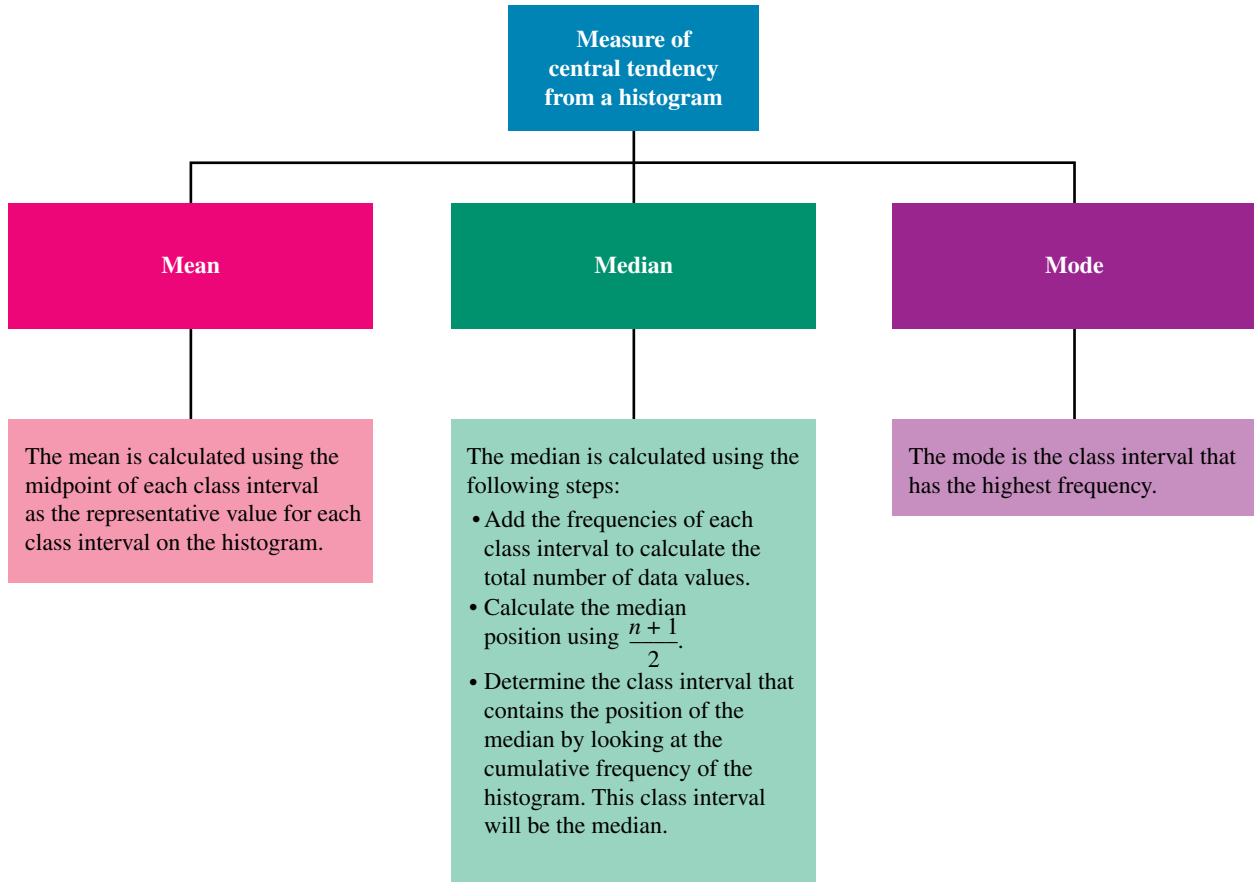 Measure of
central tendency
from a histogram
Mean
Median
Mode
The mean is calculated using the
midpoint of each class interval
as the representative value for each
class interval on the histogram.
The median is calculated using the
following steps:
• Add the frequencies of each
class interval to calculate the
total number of data values.
• Calculate the median
position using \frac{n + 1}{2}.
• Determine the class interval that
contains the position of the
median by looking at the
cumulative frequency of the
histogram. This class interval
will be the median.
The mode is the class interval that
has the highest frequency.